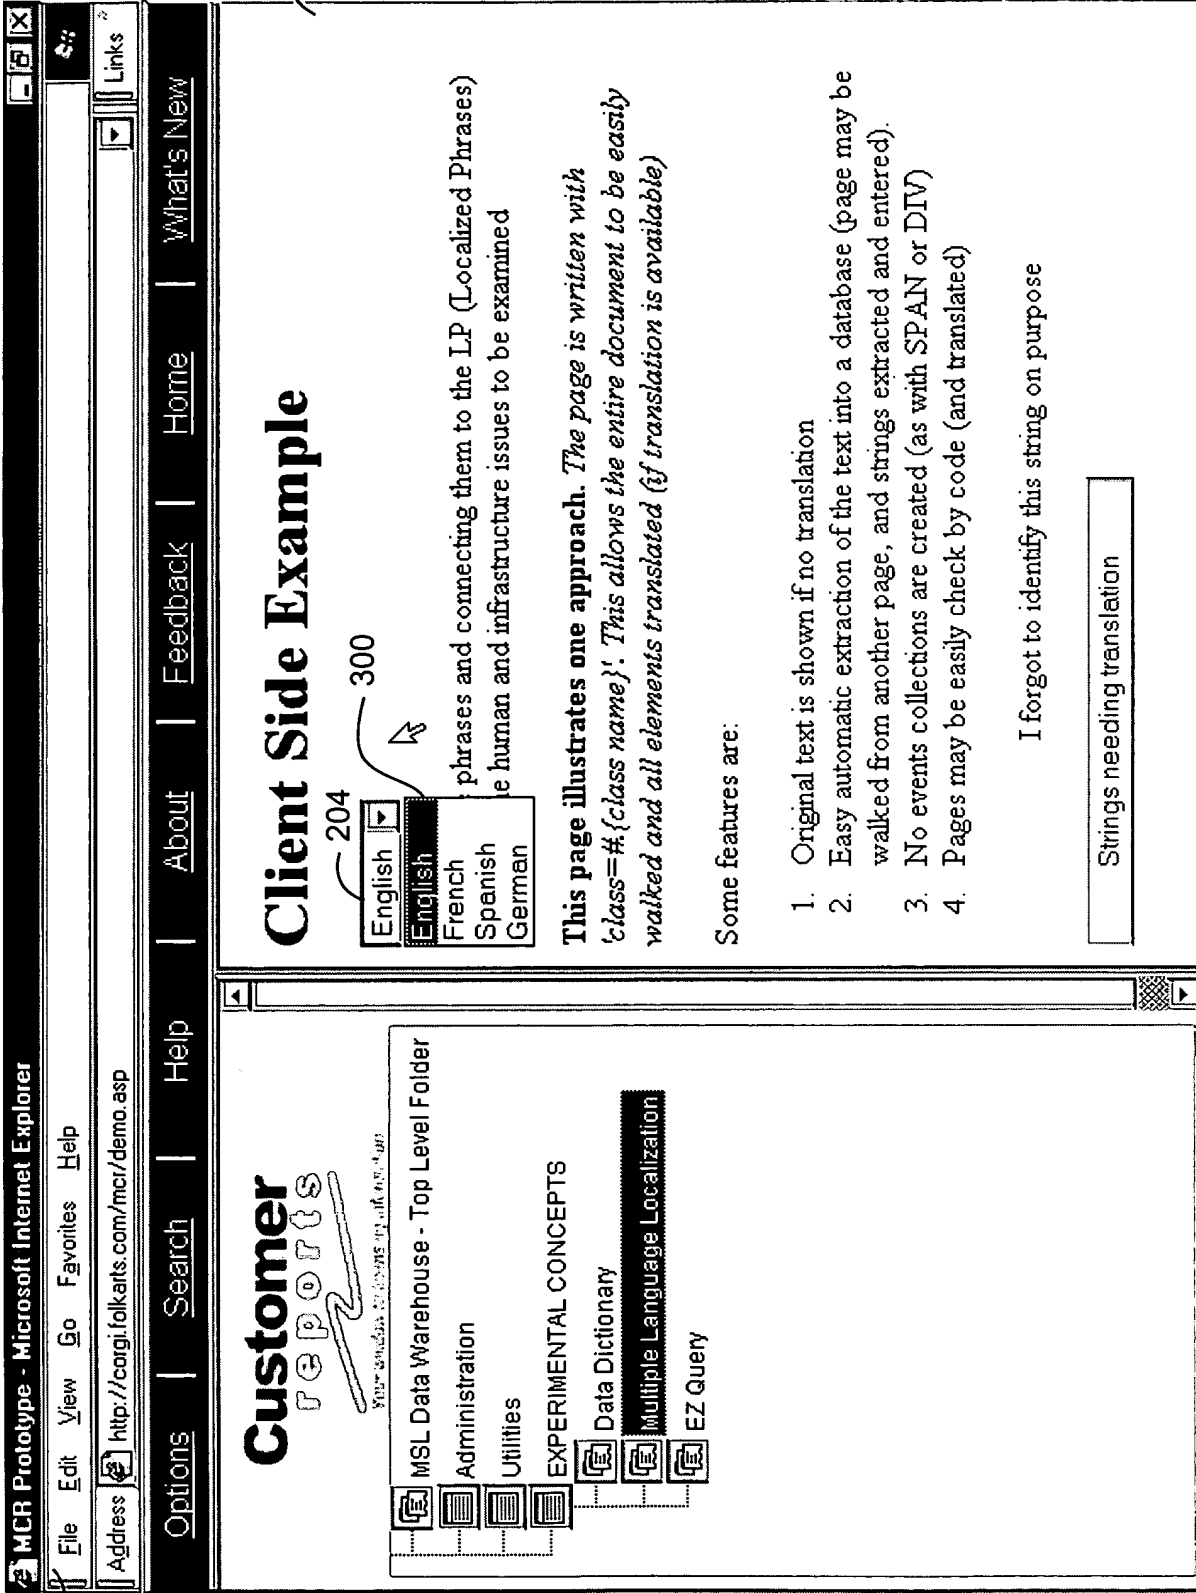 MCR Prototype - Microsoft Internet Explorer
File Edit View Go Favorites Help
Address http://corgi.folkarts.com/mcr/demo.asp Links »
Options | Search | Help | About | Feedback | Home | What's New
Customer
reports
MSL Data Warehouse - Top Level Folder
Administration
Utilities
EXPERIMENTAL CONCEPTS
Data Dictionary
Multiple Language Localization
EZ Query
Client Side Example
204
300
English
English
French
Spanish
German
phrases and connecting them to the LP (Localized Phrases)
e human and infrastructure issues to be examined
This page illustrates one approach. The page is written with
'class=#.{class name}'. This allows the entire document to be easily
walked and all elements translated (if translation is available)
Some features are:
1. Original text is shown if no translation
2. Easy automatic extraction of the text into a database (page may be
walked from another page, and strings extracted and entered).
3. No events collections are created (as with SPAN or DIV)
4. Pages may be easily check by code (and translated)
I forgot to identify this string on purpose
Strings needing translation